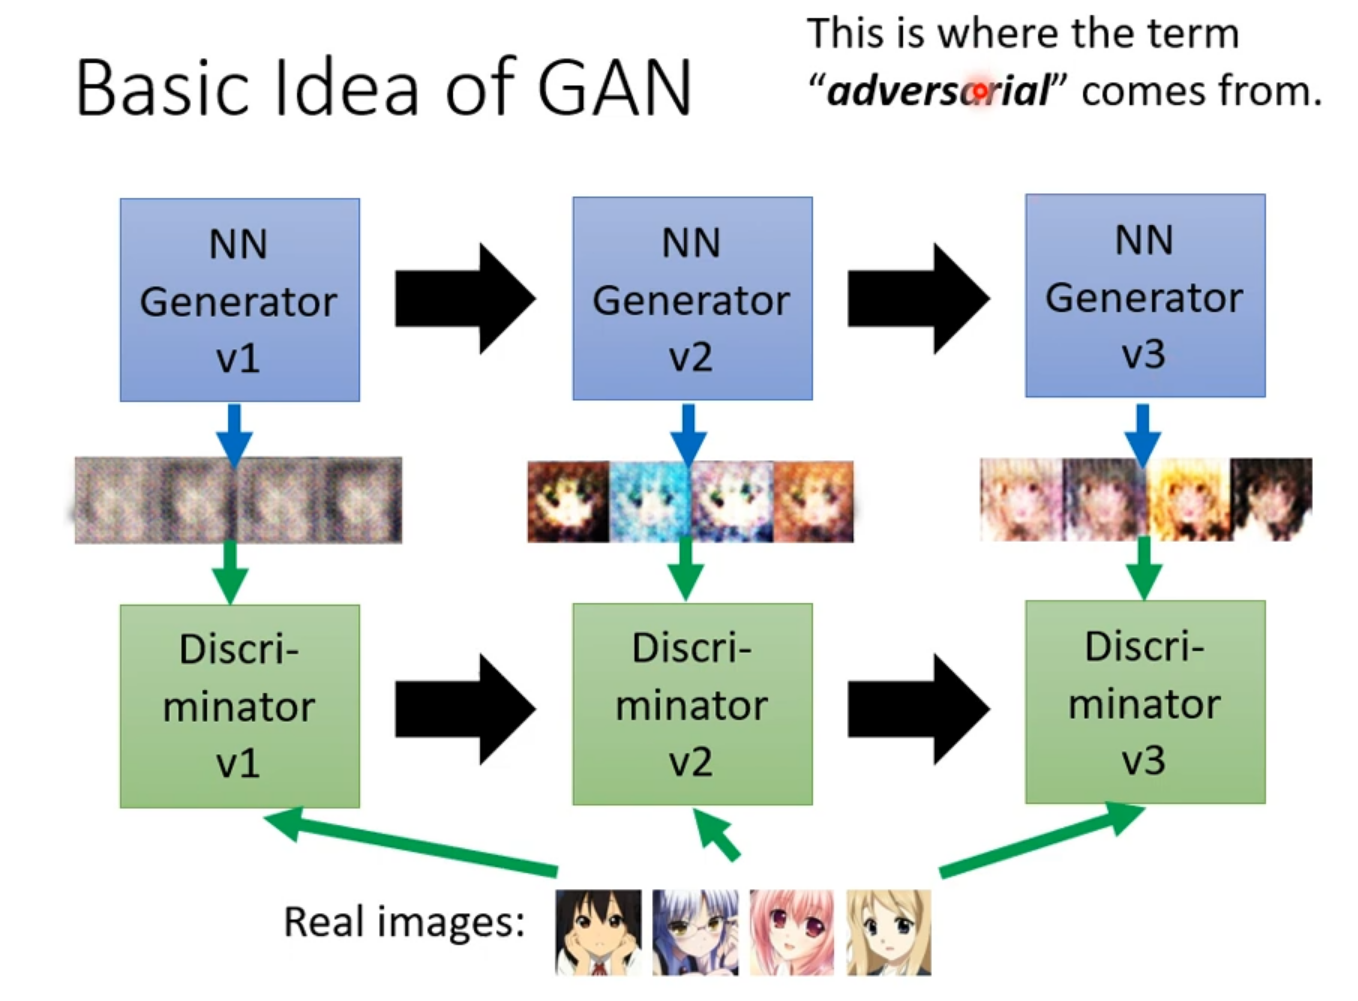 Basic Idea of GAN
This is where the term
“adversarial” comes from.
NN
Generator
v1
NN
Generator
v2
NN
Generator
v3
Discri-
minator
v1
Discri-
minator
v2
Discri-
minator
v3
Real images: